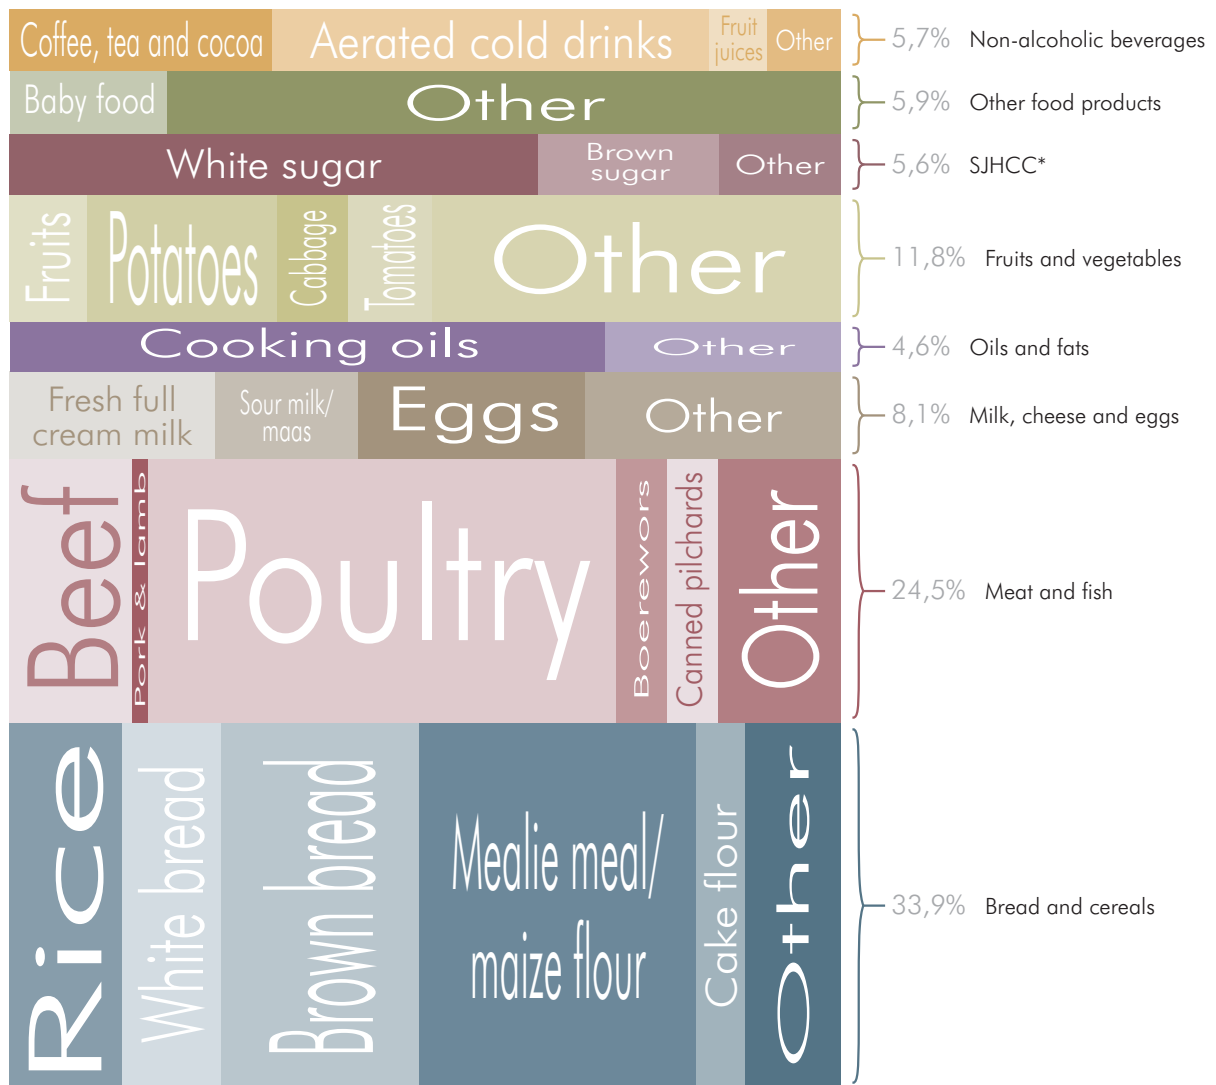 Coffee, tea and cocoa
Aerated cold drinks
Fruit
juices
Other
5,7% Non-alcoholic beverages
Baby food
Other
5,9% Other food products
White sugar
Brown
sugar
Other
5,6% SJHCC*
Fruits
Potatoes
Cabbage
Tomatoes
Other
11,8% Fruits and vegetables
Cooking oils
Other
4,6% Oils and fats
Fresh full
cream milk
Sour milk/
maas
Eggs
Other
8,1% Milk, cheese and eggs
Beef
Pork & lamb
Poultry
Boerewors
Canned pilchards
Other
24,5% Meat and fish
Rice
White bread
Brown bread
Mealie meal/
maize flour
Cake flour
Other
33,9% Bread and cereals